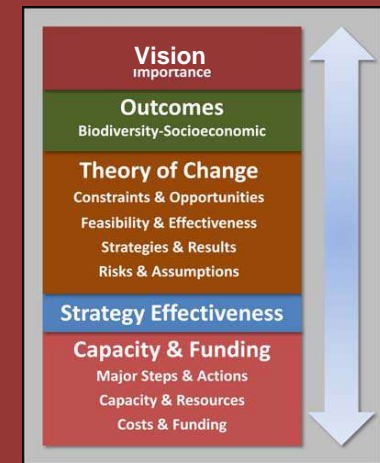 Vision
Importance
Outcomes
Biodiversity-Socioeconomic
Theory of Change
Constraints & Opportunities
Feasibility & Effectiveness
Strategies & Results
Risks & Assumptions
Strategy Effectiveness
Capacity & Funding
Major Steps & Actions
Capacity & Resources
Costs & Funding